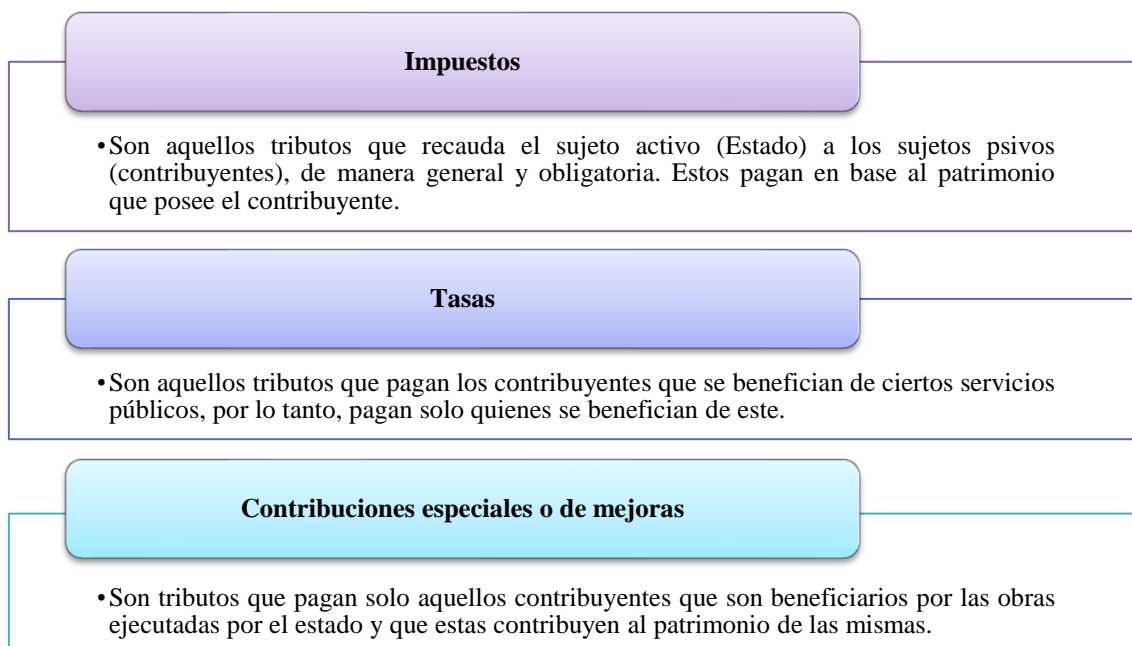 Impuestos
•Son aquellos tributos que recauda el sujeto activo (Estado) a los sujetos psivos
(contribuyentes), de manera general y obligatoria. Estos pagan en base al patrimonio
que posee el contribuyente.
Tasas
•Son aquellos tributos que pagan los contribuyentes que se benefician de ciertos servicios
públicos, por lo tanto, pagan solo quienes se benefician de este.
Contribuciones especiales o de mejoras
•Son tributos que pagan solo aquellos contribuyentes que son beneficiarios por las obras
ejecutadas por el estado y que estas contribuyen al patrimonio de las mismas.